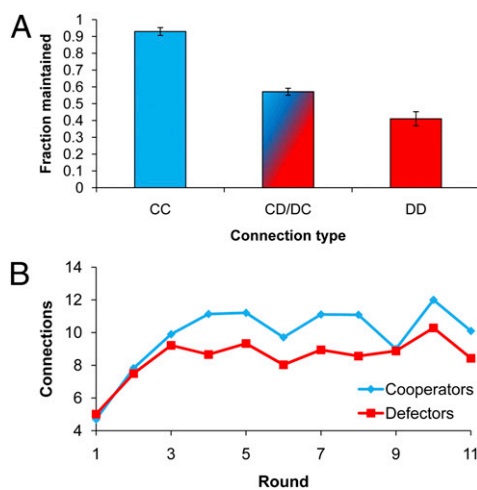 A
Fraction maintained
1
0.9
0.8
0.7
0.6
0.5
0.4
0.3
0.2
0.1
0
CC CD/DC DD
Connection type
B
Connections
14
12
10
8
6
4
Cooperators
Defectors
1 3 5 7 9 11
Round